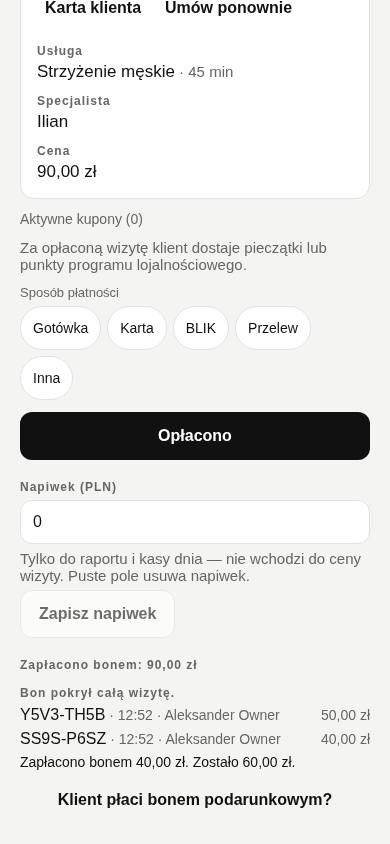 Karta klienta Umów ponownie
Usługa
Strzyżenie męskie · 45 min
Specjalista
Ilian
Cena
90,00 zł
Aktywne kupony (0)
Za opłaconą wizytę klient dostaje pieczątki lub
punkty programu lojalnościowego.
Sposób płatności
Gotówka Karta BLIK Przelew
Inna
Opłacono
Napiwek (PLN)
0
Tylko do raportu i kasy dnia — nie wchodzi do ceny
wizyty. Puste pole usuwa napiwek.
Zapisz napiwek
Zapłacono bonem: 90,00 zł
Bon pokrył całą wizytę.
Y5V3-TH5B · 12:52 · Aleksander Owner 50,00 zł
SS9S-P6SZ · 12:52 · Aleksander Owner 40,00 zł
Zapłacono bonem 40,00 zł. Zostało 60,00 zł.
Klient płaci bonem podarunkowym?